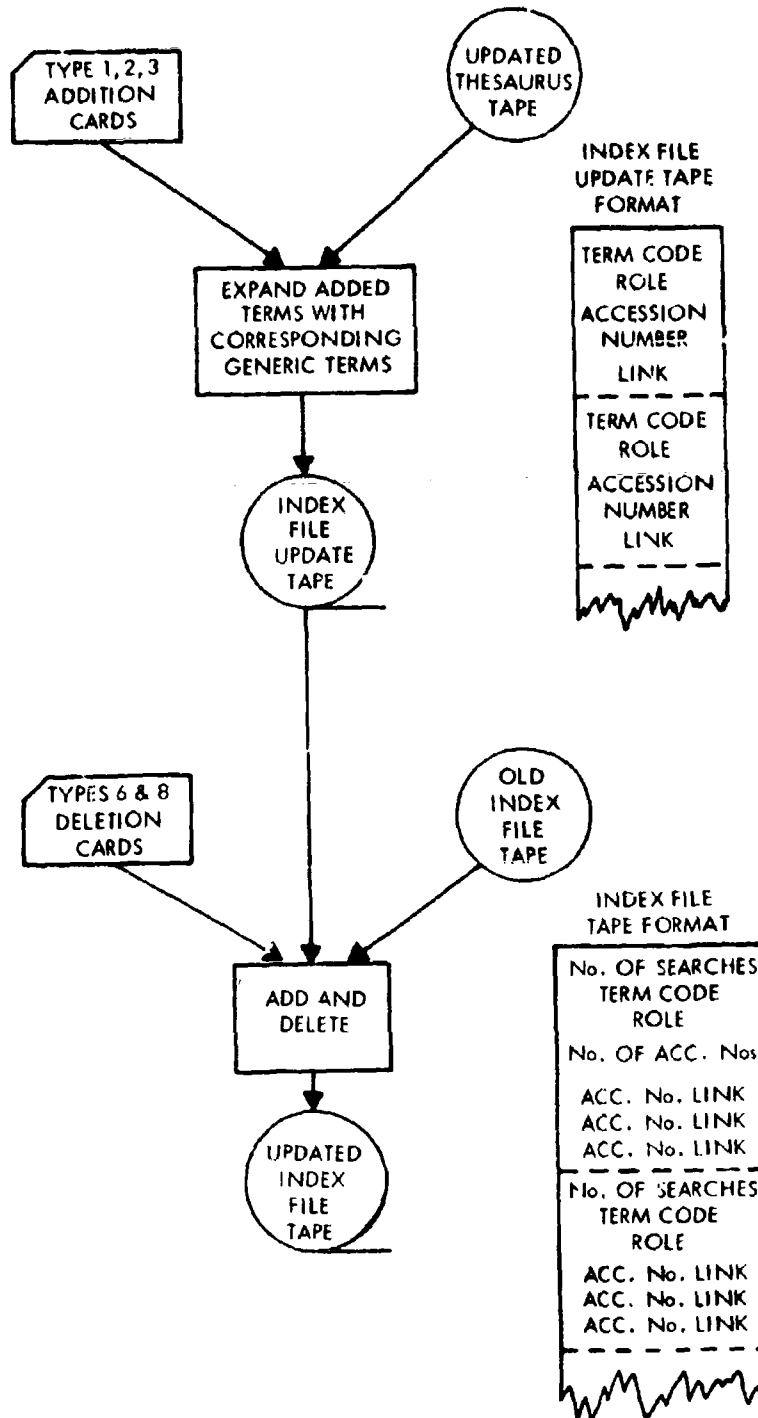 TYPE 1, 2, 3
ADDITION
CARDS
UPDATED
THESAURUS
TAPE
INDEX FILE
UPDATE TAPE
FORMAT
TERM CODE
ROLE
ACCESSION
NUMBER
LINK
TERM CODE
ROLE
ACCESSION
NUMBER
LINK
EXPAND ADDED
TERMS WITH
CORRESPONDING
GENERIC TERMS
INDEX
FILE
UPDATE
TAPE
TYPES 6 & 8
DELETION
CARDS
OLD
INDEX
FILE
TAPE
ADD AND
DELETE
UPDATED
INDEX
FILE
TAPE
INDEX FILE
TAPE FORMAT
No. OF SEARCHES
TERM CODE
ROLE
No. OF ACC. Nos
ACC. No. LINK
ACC. No. LINK
ACC. No. LINK
No. OF SEARCHES
TERM CODE
ROLE
ACC. No. LINK
ACC. No. LINK
ACC. No. LINK